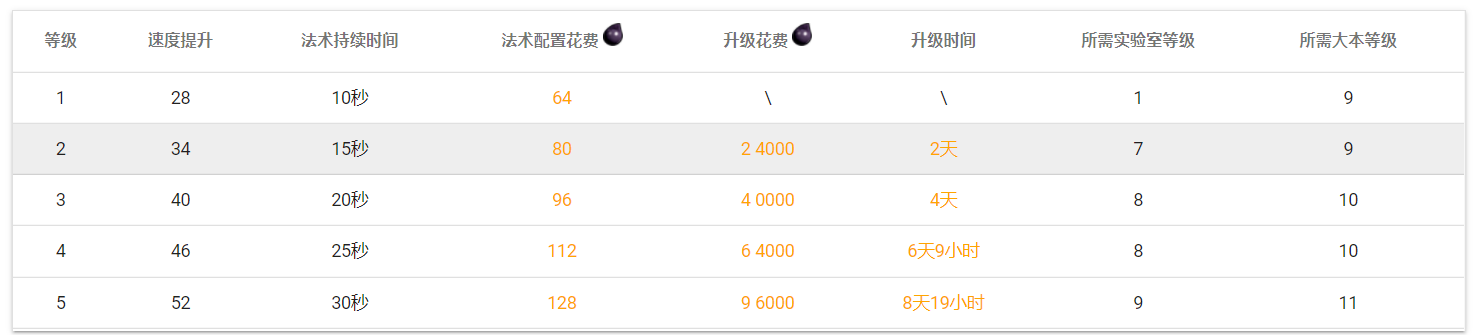 等级 速度提升 法术持续时间 法术配置花费 升级花费 升级时间 所需实验室等级 所需大本等级
1 28 10秒 64 \ \ 1 9
2 34 15秒 80 2 4000 2天 7 9
3 40 20秒 96 4 0000 4天 8 10
4 46 25秒 112 6 4000 6天9小时 8 10
5 52 30秒 128 9 6000 8天19小时 9 11